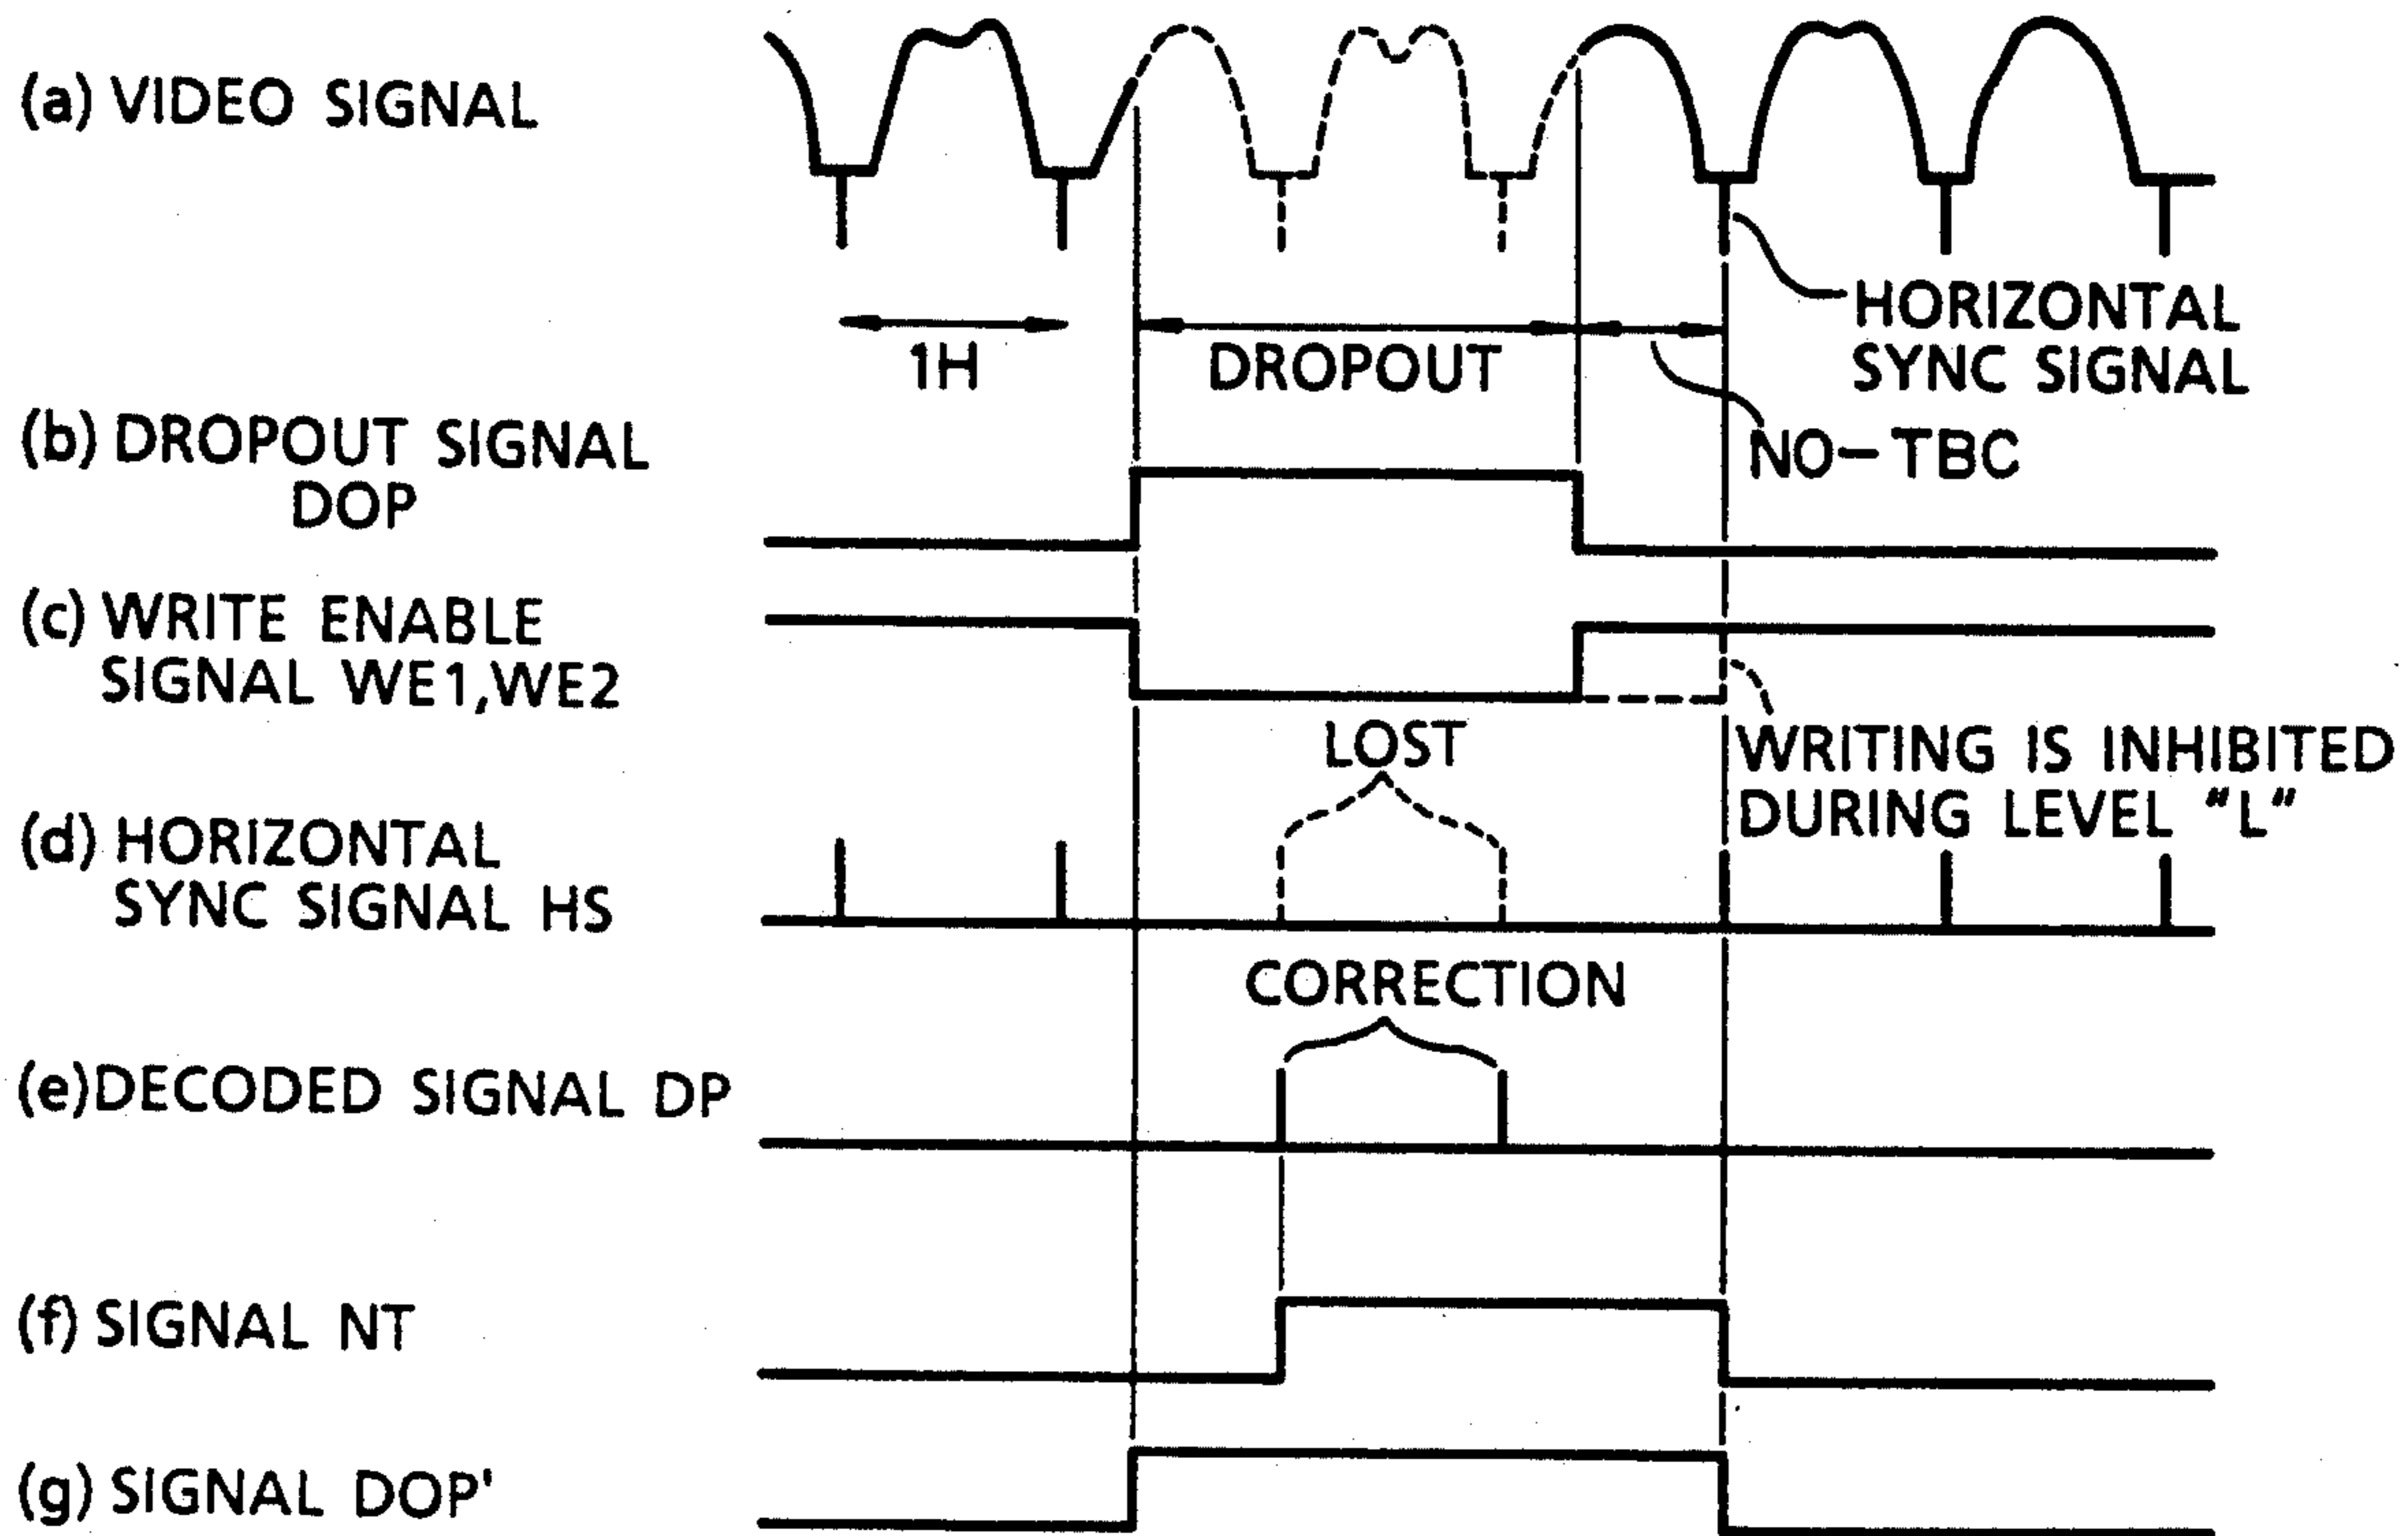 (a) VIDEO SIGNAL
1H
DROPOUT
HORIZONTAL
SYNC SIGNAL
NO-TBC
(b) DROPOUT SIGNAL
DOP
(c) WRITE ENABLE
SIGNAL WE1,WE2
LOST
WRITING IS INHIBITED
DURING LEVEL "L"
(d) HORIZONTAL
SYNC SIGNAL HS
CORRECTION
(e) DECODED SIGNAL DP
(f) SIGNAL NT
(g) SIGNAL DOP'